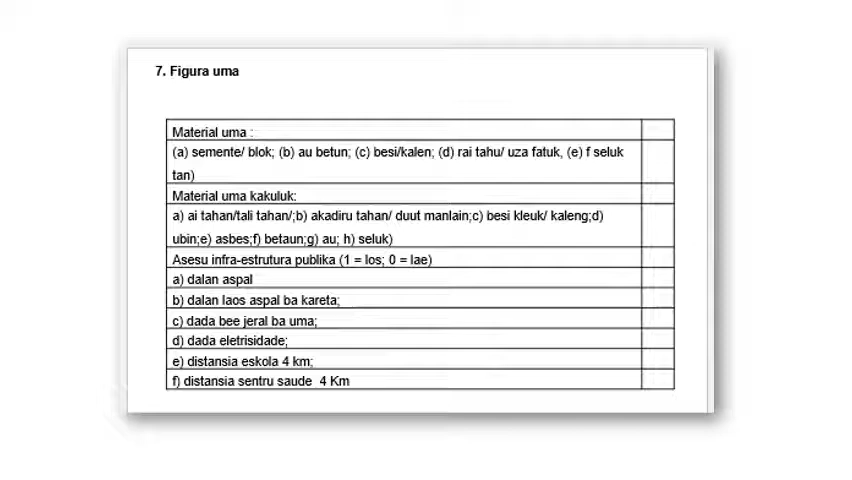 7. Figura uma
Material uma :
(a) semente/ blok; (b) au betun; (c) besi/kalen; (d) rai tahu/ uza fatuk, (e) f seluk
tan)
Material uma kakuluk:
a) ai tahan/tali tahan/;b) akadiru tahan/ duut manlain;c) besi kleuk/ kaleng;d)
ubin;e) asbes;f) betaun;g) au; h) seluk)
Asesu infra-estrutura publika (1 = los; 0 = lae)
a) dalan aspal
b) dalan laos aspal ba kareta;
c) dada bee jeral ba uma;
d) dada eletrisidade;
e) distansia eskola 4 km;
f) distansia sentru saude 4 Km